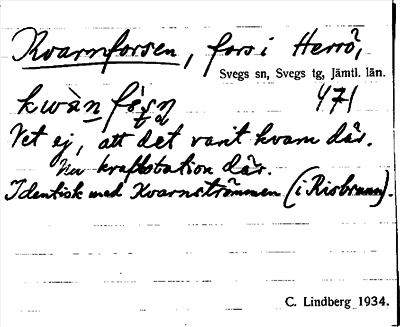 Kvarnforsen, fors i Herrö,
Svegs sn, Svegs tg, Jämtl. län.
471
Vet ej, att det varit kvarn där.
Nu kraftstation där.
Identisk med Kvarnströmmen (i Risbrunn).
C. Lindberg 1934.